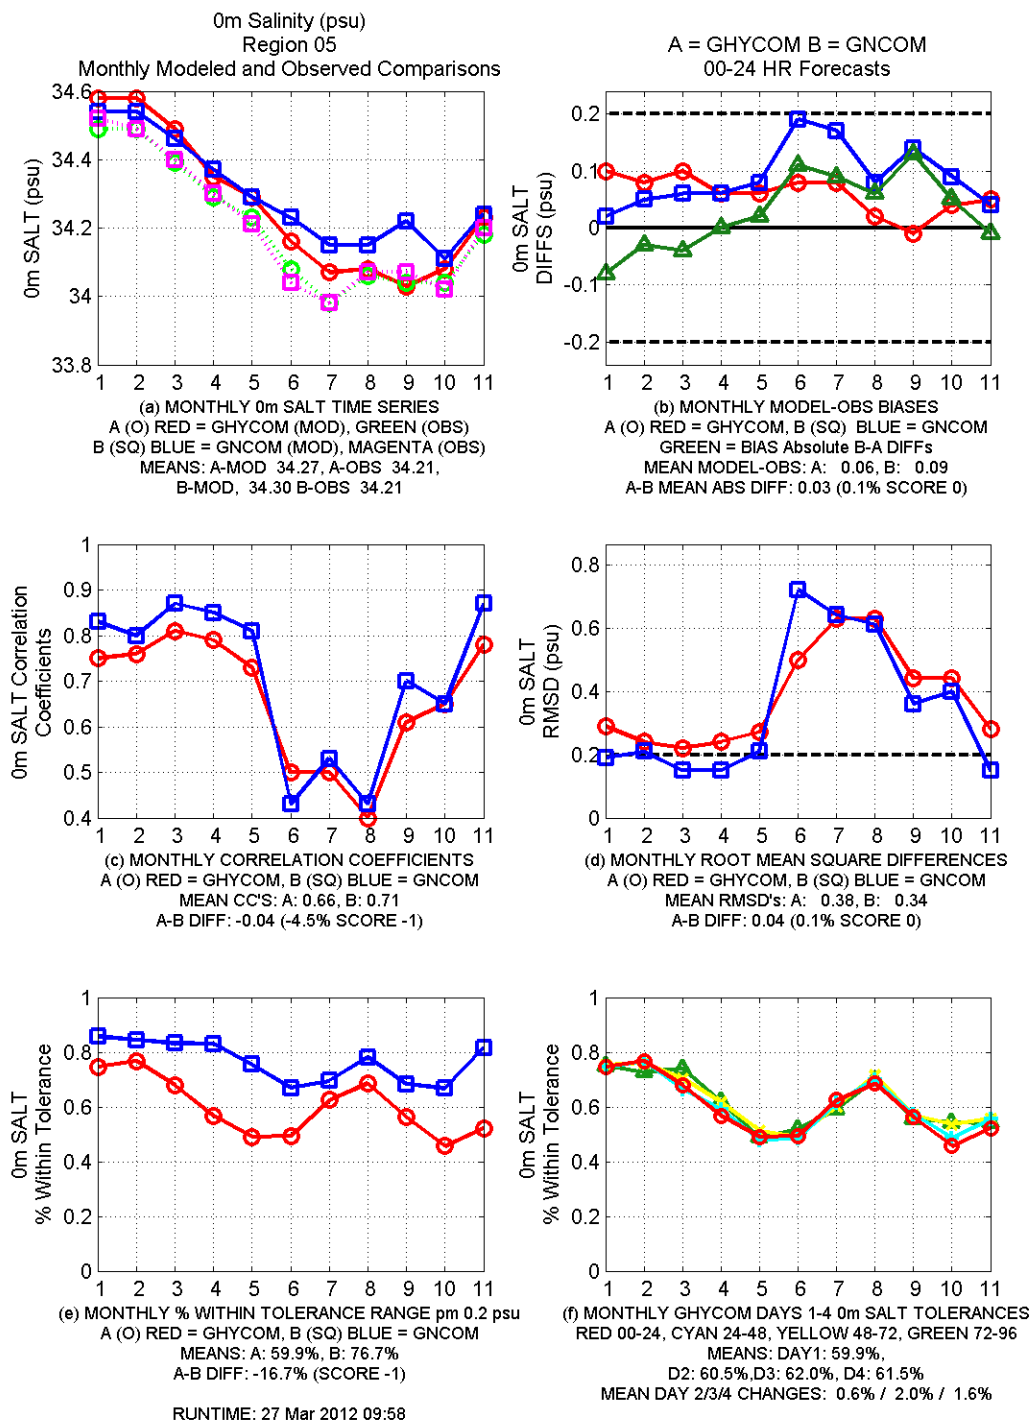 0m Salinity (psu)
Region 05
Monthly Modeled and Observed Comparisons
A = GHYCOM B = GNCOM
00-24 HR Forecasts
34.6
34.4
34.2
34
33.8
0m SALT (psu)
1 2 3 4 5 6 7 8 9 10 11
(a) MONTHLY 0m SALT TIME SERIES
A (O) RED = GHYCOM (MOD), GREEN (OBS)
B (SQ) BLUE = GNCOM (MOD), MAGENTA (OBS)
MEANS: A-MOD 34.27, A-OBS 34.21,
B-MOD, 34.30 B-OBS 34.21
0.2
0.1
0
-0.1
-0.2
0m SALT
DIFFS (psu)
1 2 3 4 5 6 7 8 9 10 11
(b) MONTHLY MODEL-OBS BIASES
A (O) RED = GHYCOM, B (SQ) BLUE = GNCOM
GREEN = BIAS Absolute B-A DIFFs
MEAN MODEL-OBS: A: 0.06, B: 0.09
A-B MEAN ABS DIFF: 0.03 (0.1% SCORE 0)
1
0.9
0.8
0.7
0.6
0.5
0.4
0m SALT Correlation
Coefficients
1 2 3 4 5 6 7 8 9 10 11
(c) MONTHLY CORRELATION COEFFICIENTS
A (O) RED = GHYCOM, B (SQ) BLUE = GNCOM
MEAN CC'S: A: 0.66, B: 0.71
A-B DIFF: -0.04 (-4.5% SCORE -1)
0.8
0.6
0.4
0.2
0
0m SALT
RMSD (psu)
1 2 3 4 5 6 7 8 9 10 11
(d) MONTHLY ROOT MEAN SQUARE DIFFERENCES
A (O) RED = GHYCOM, B (SQ) BLUE = GNCOM
MEAN RMSD's: A: 0.38, B: 0.34
A-B DIFF: 0.04 (0.1% SCORE 0)
1
0.8
0.6
0.4
0.2
0
0m SALT
% Within Tolerance
1 2 3 4 5 6 7 8 9 10 11
(e) MONTHLY % WITHIN TOLERANCE RANGE pm 0.2 psu
A (O) RED = GHYCOM, B (SQ) BLUE = GNCOM
MEANS: A: 59.9%, B: 76.7%
A-B DIFF: -16.7% (SCORE -1)
1
0.8
0.6
0.4
0.2
0
0m SALT
% Within Tolerance
1 2 3 4 5 6 7 8 9 10 11
(f) MONTHLY GHYCOM DAYS 1-4 0m SALT TOLERANCES
RED 00-24, CYAN 24-48, YELLOW 48-72, GREEN 72-96
MEANS: DAY1: 59.9%,
D2: 60.5%,D3: 62.0%, D4: 61.5%
MEAN DAY 2/3/4 CHANGES: 0.6% / 2.0% / 1.6%
RUNTIME: 27 Mar 2012 09:58